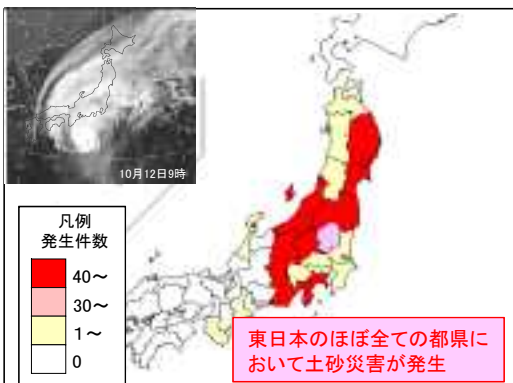 10月12日9時
凡例
発生件数
40～
30～
1～
0
東日本のほぼ全ての都県に
おいて土砂災害が発生